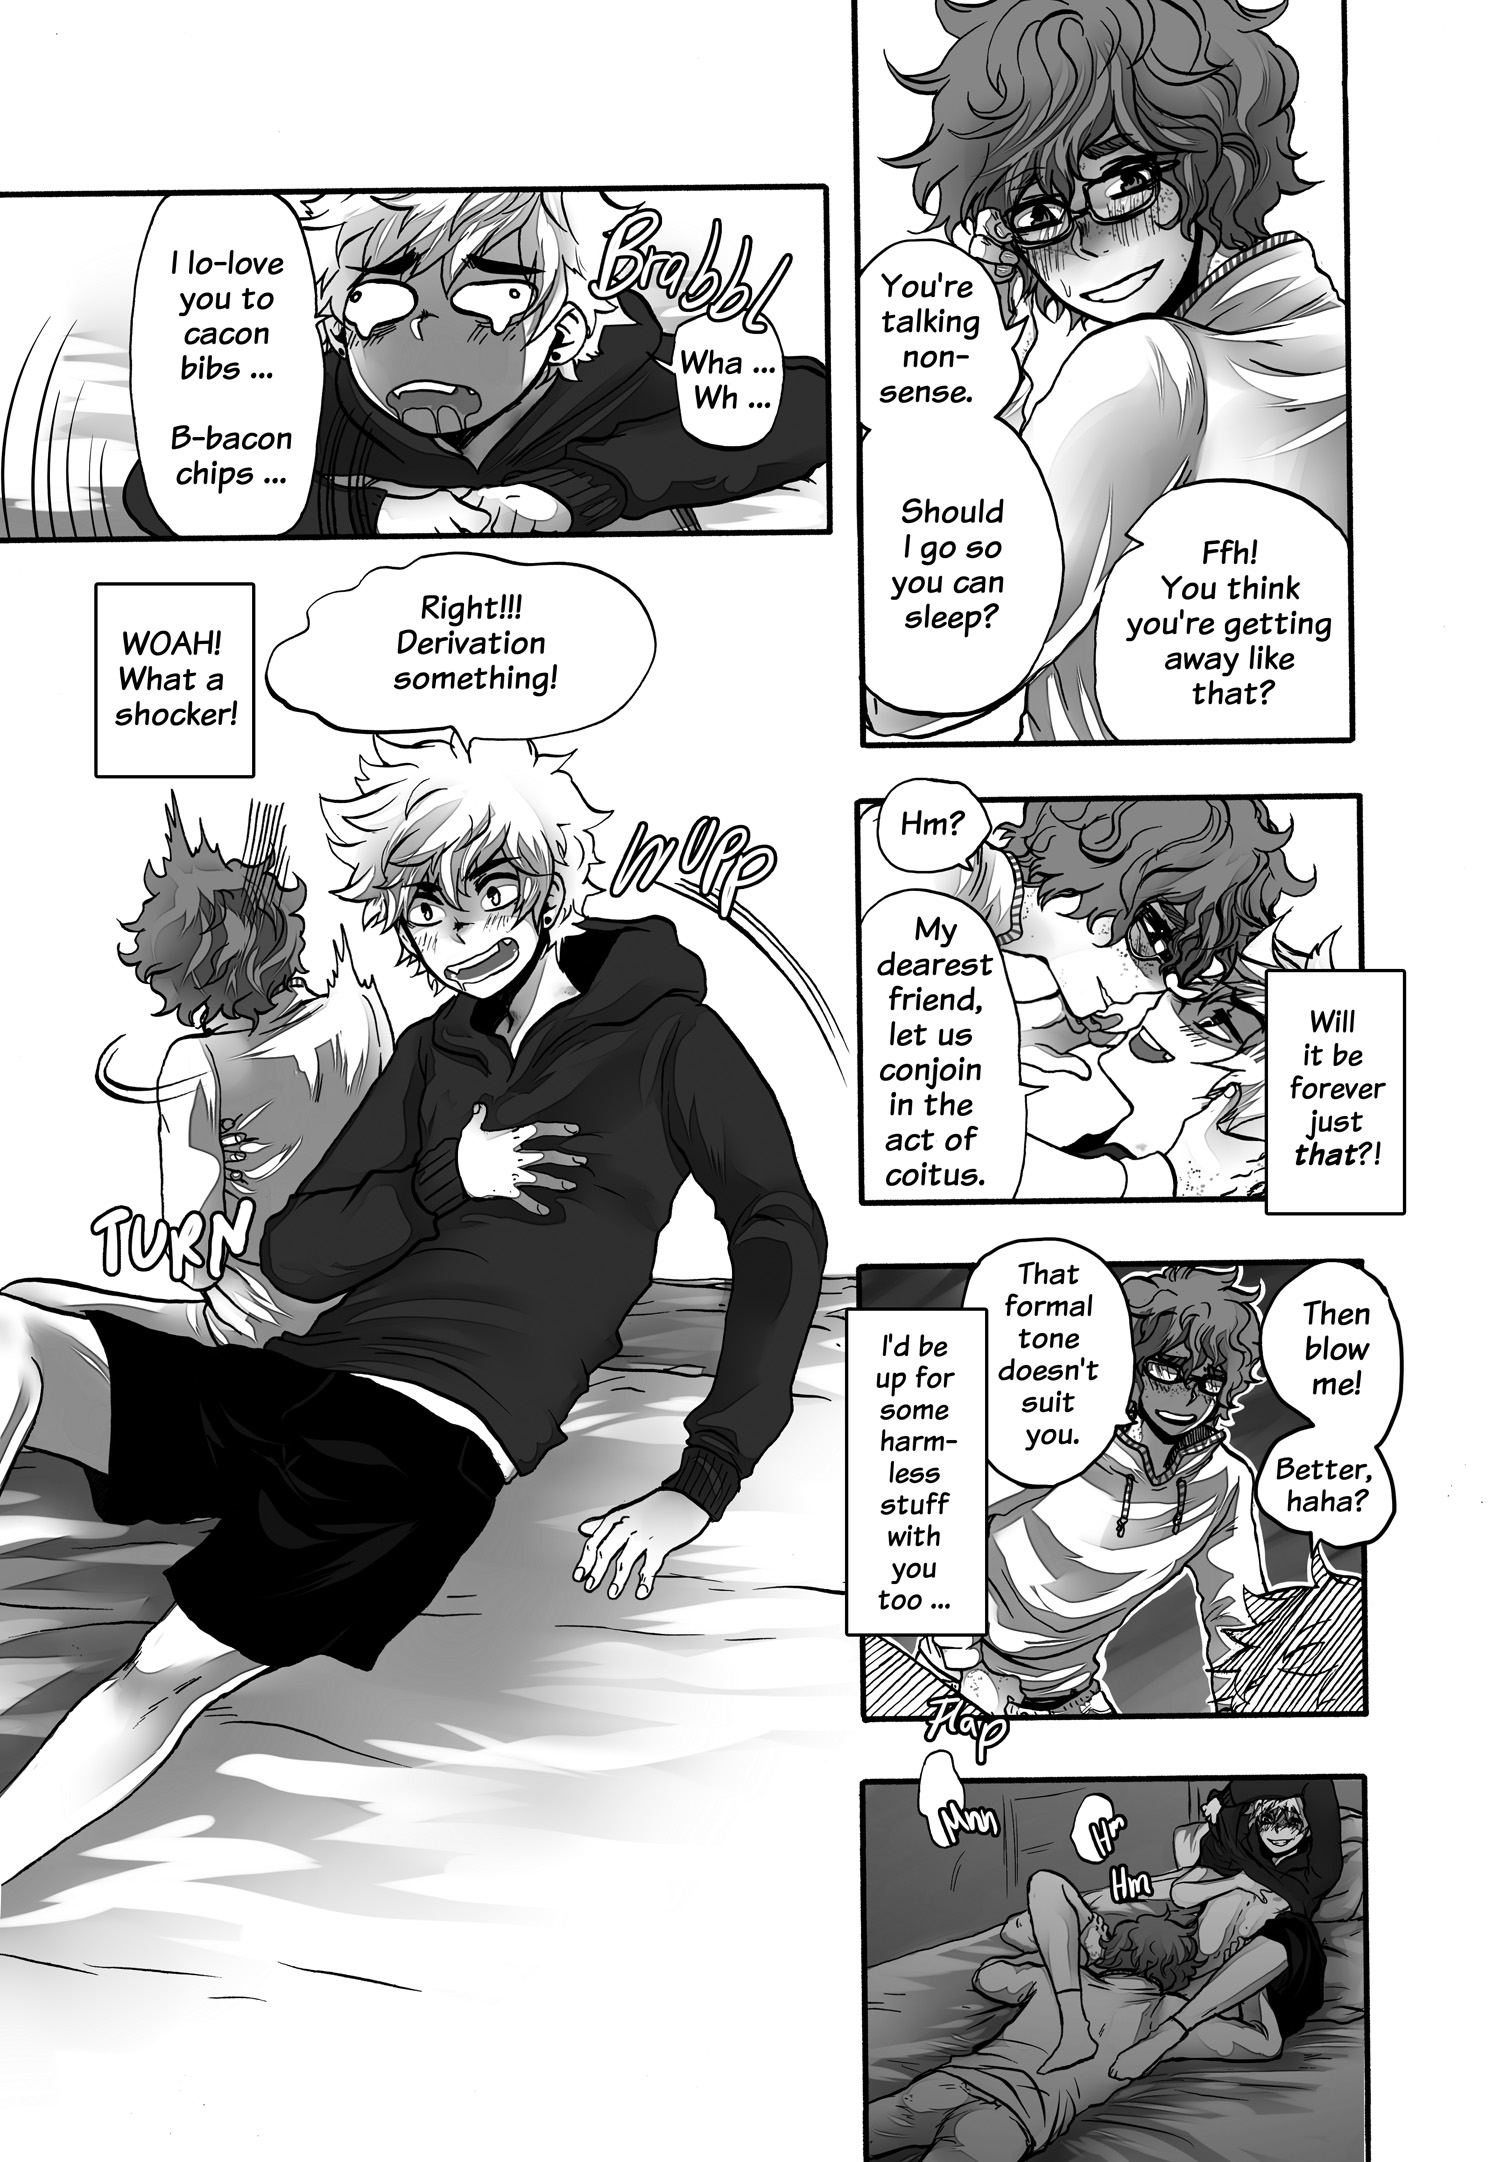 I lo-love
you to
cacon
bibs ...
B-bacon
chips ...
Brabbl
Wha ...
Wh ...
WOAH!
What a
shocker!
Right!!!
Derivation
something!
WOPP
TURN
You're
talking
non-
sense.
Should
I go so
you can
sleep?
Ffh!
You think
you're getting
away like
that?
Hm?
My
dearest
friend,
let us
conjoin
in the
act of
coitus.
Will
it be
forever
just
that?!
I'd be
up for
some
harm-
less
stuff
with
you
too ...
That
formal
tone
doesn't
suit
you.
Then
blow
me!
Better,
haha?
Flap
Mnn
Hm
Hm